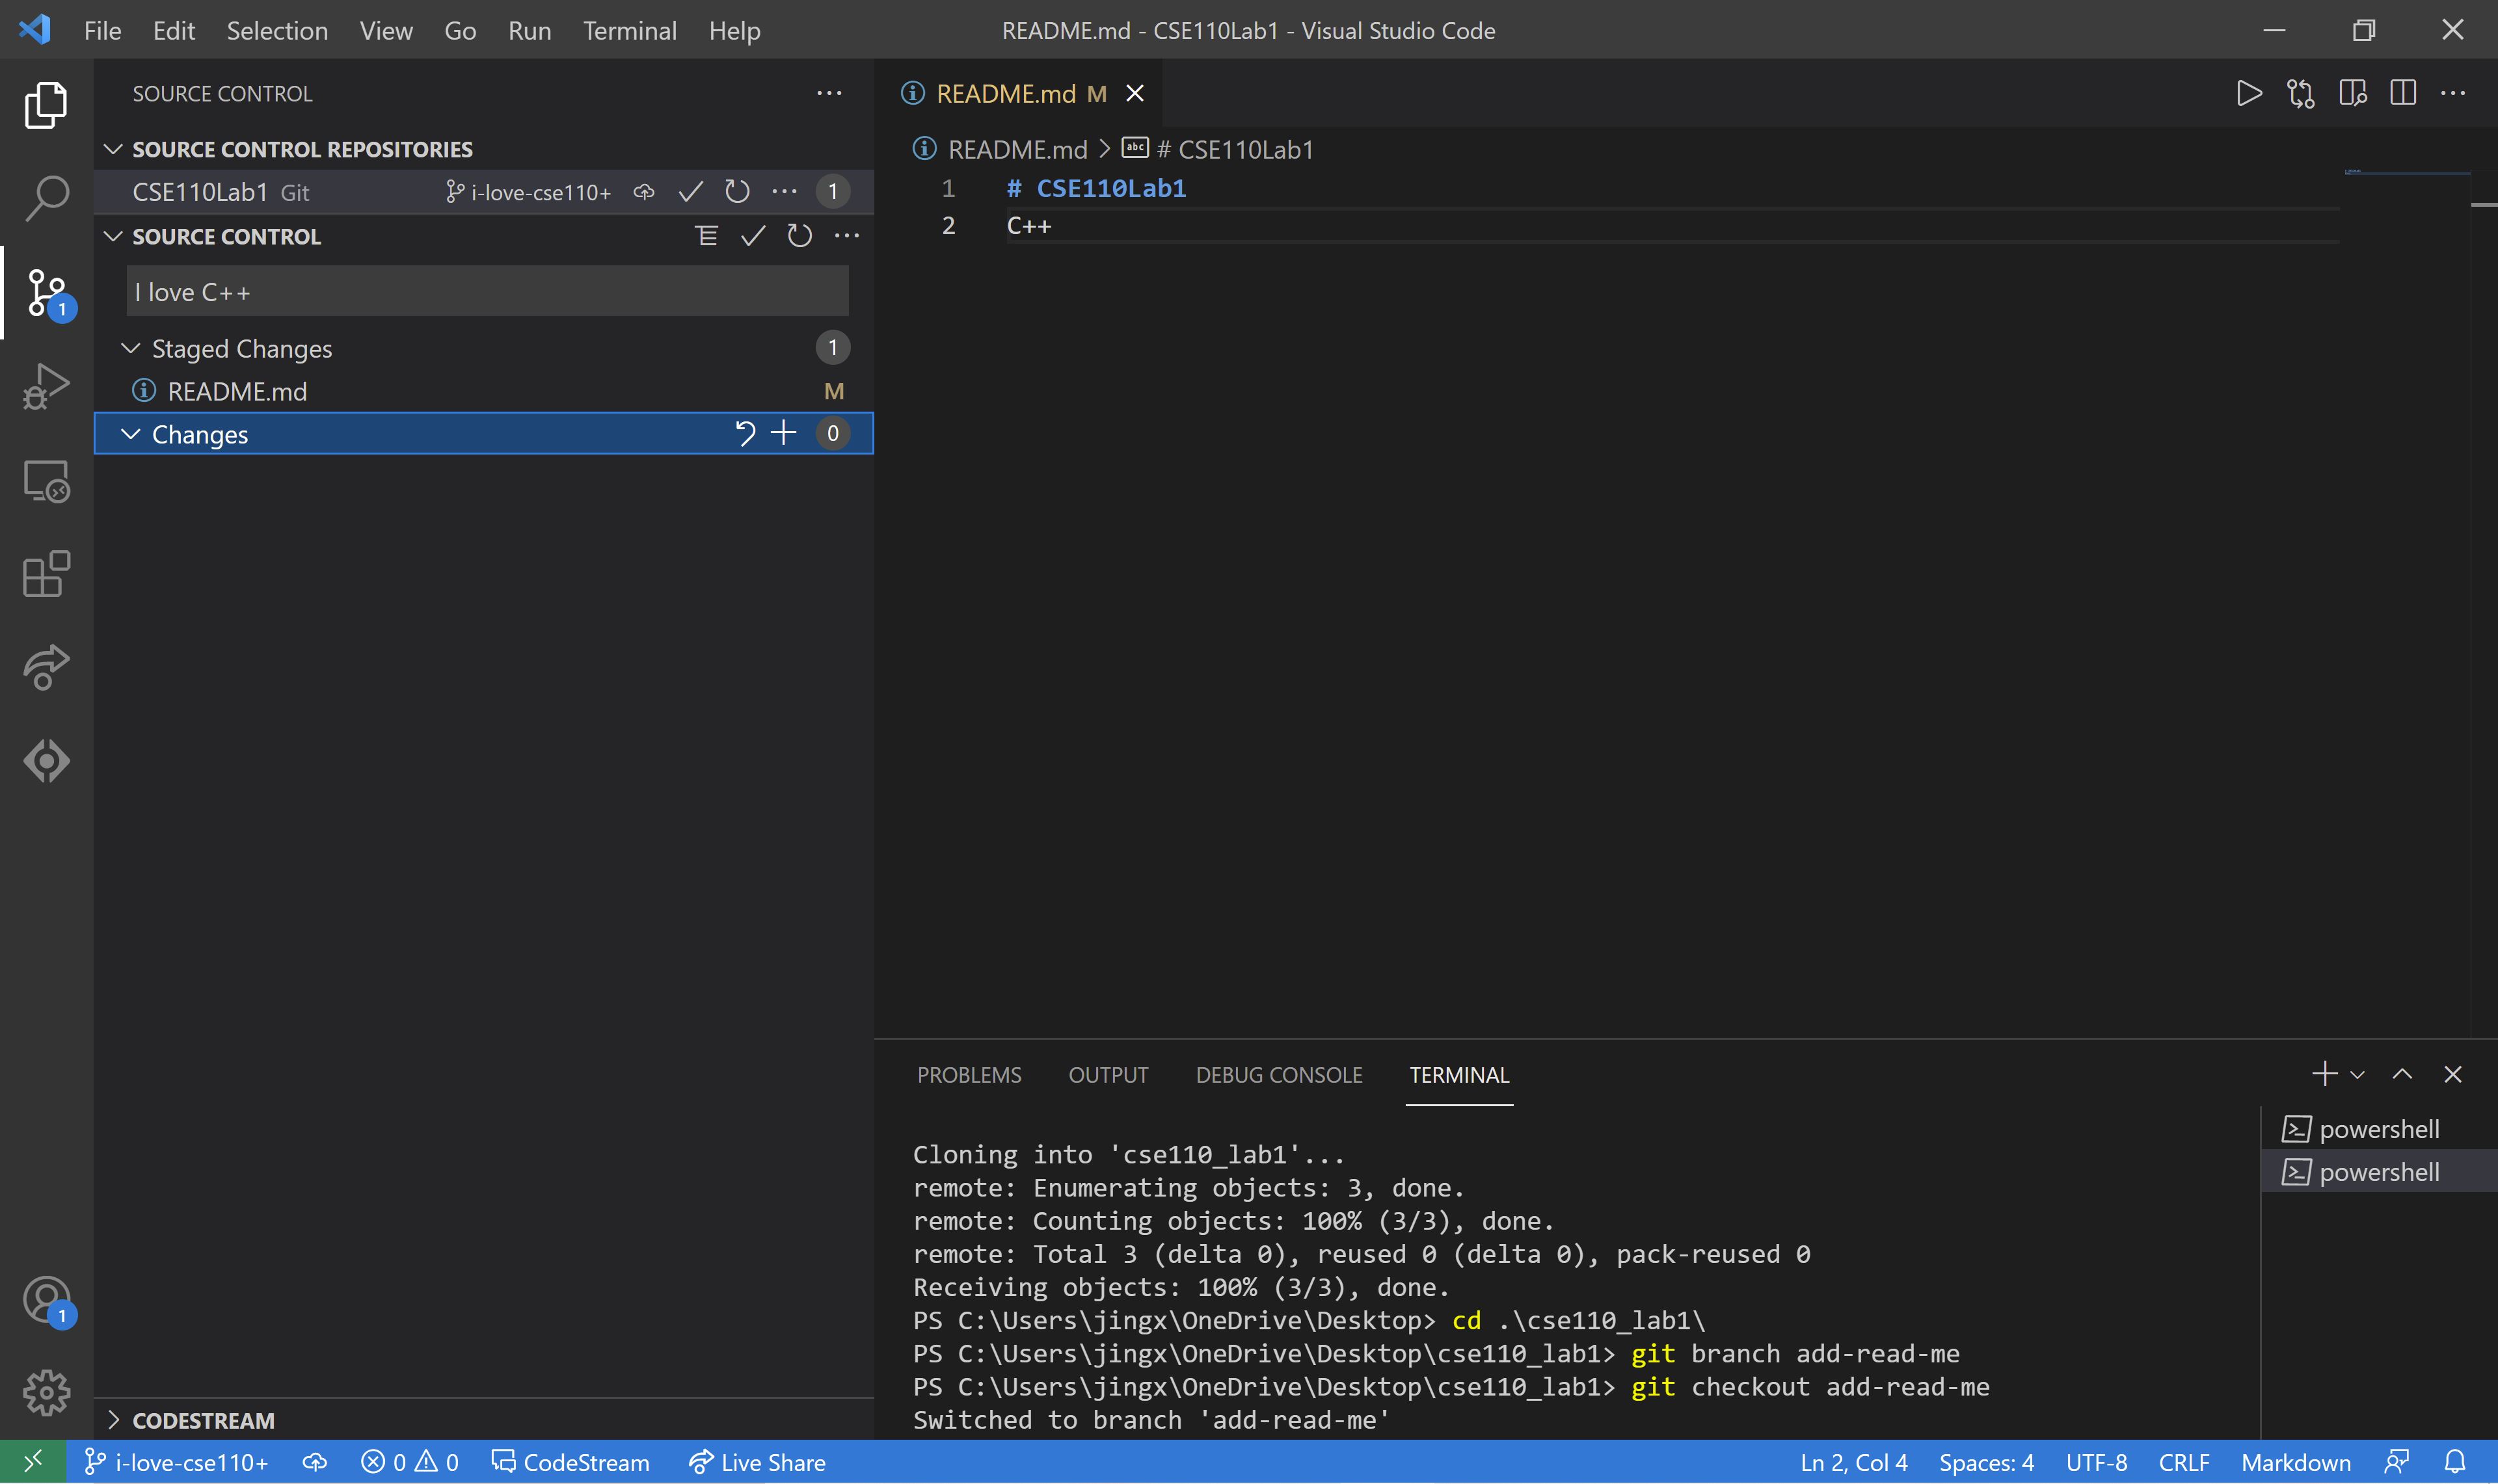 File Edit Selection View Go Run Terminal Help README.md - CSE110Lab1 - Visual Studio Code
SOURCE CONTROL
SOURCE CONTROL REPOSITORIES
CSE110Lab1 Git i-love-cse110+ 1
SOURCE CONTROL
I love C++
Staged Changes 1
README.md M
Changes 0
1
CODESTREAM
1
README.md M
README.md > abc # CSE110Lab1
1 # CSE110Lab1
2 C++
PROBLEMS OUTPUT DEBUG CONSOLE TERMINAL
Cloning into 'cse110_lab1'...
remote: Enumerating objects: 3, done.
remote: Counting objects: 100% (3/3), done.
remote: Total 3 (delta 0), reused 0 (delta 0), pack-reused 0
Receiving objects: 100% (3/3), done.
PS C:\Users\jingx\OneDrive\Desktop> cd .\cse110_lab1\
PS C:\Users\jingx\OneDrive\Desktop\cse110_lab1> git branch add-read-me
PS C:\Users\jingx\OneDrive\Desktop\cse110_lab1> git checkout add-read-me
Switched to branch 'add-read-me'
powershell
powershell
i-love-cse110+ 0 0 CodeStream Live Share Ln 2, Col 4 Spaces: 4 UTF-8 CRLF Markdown